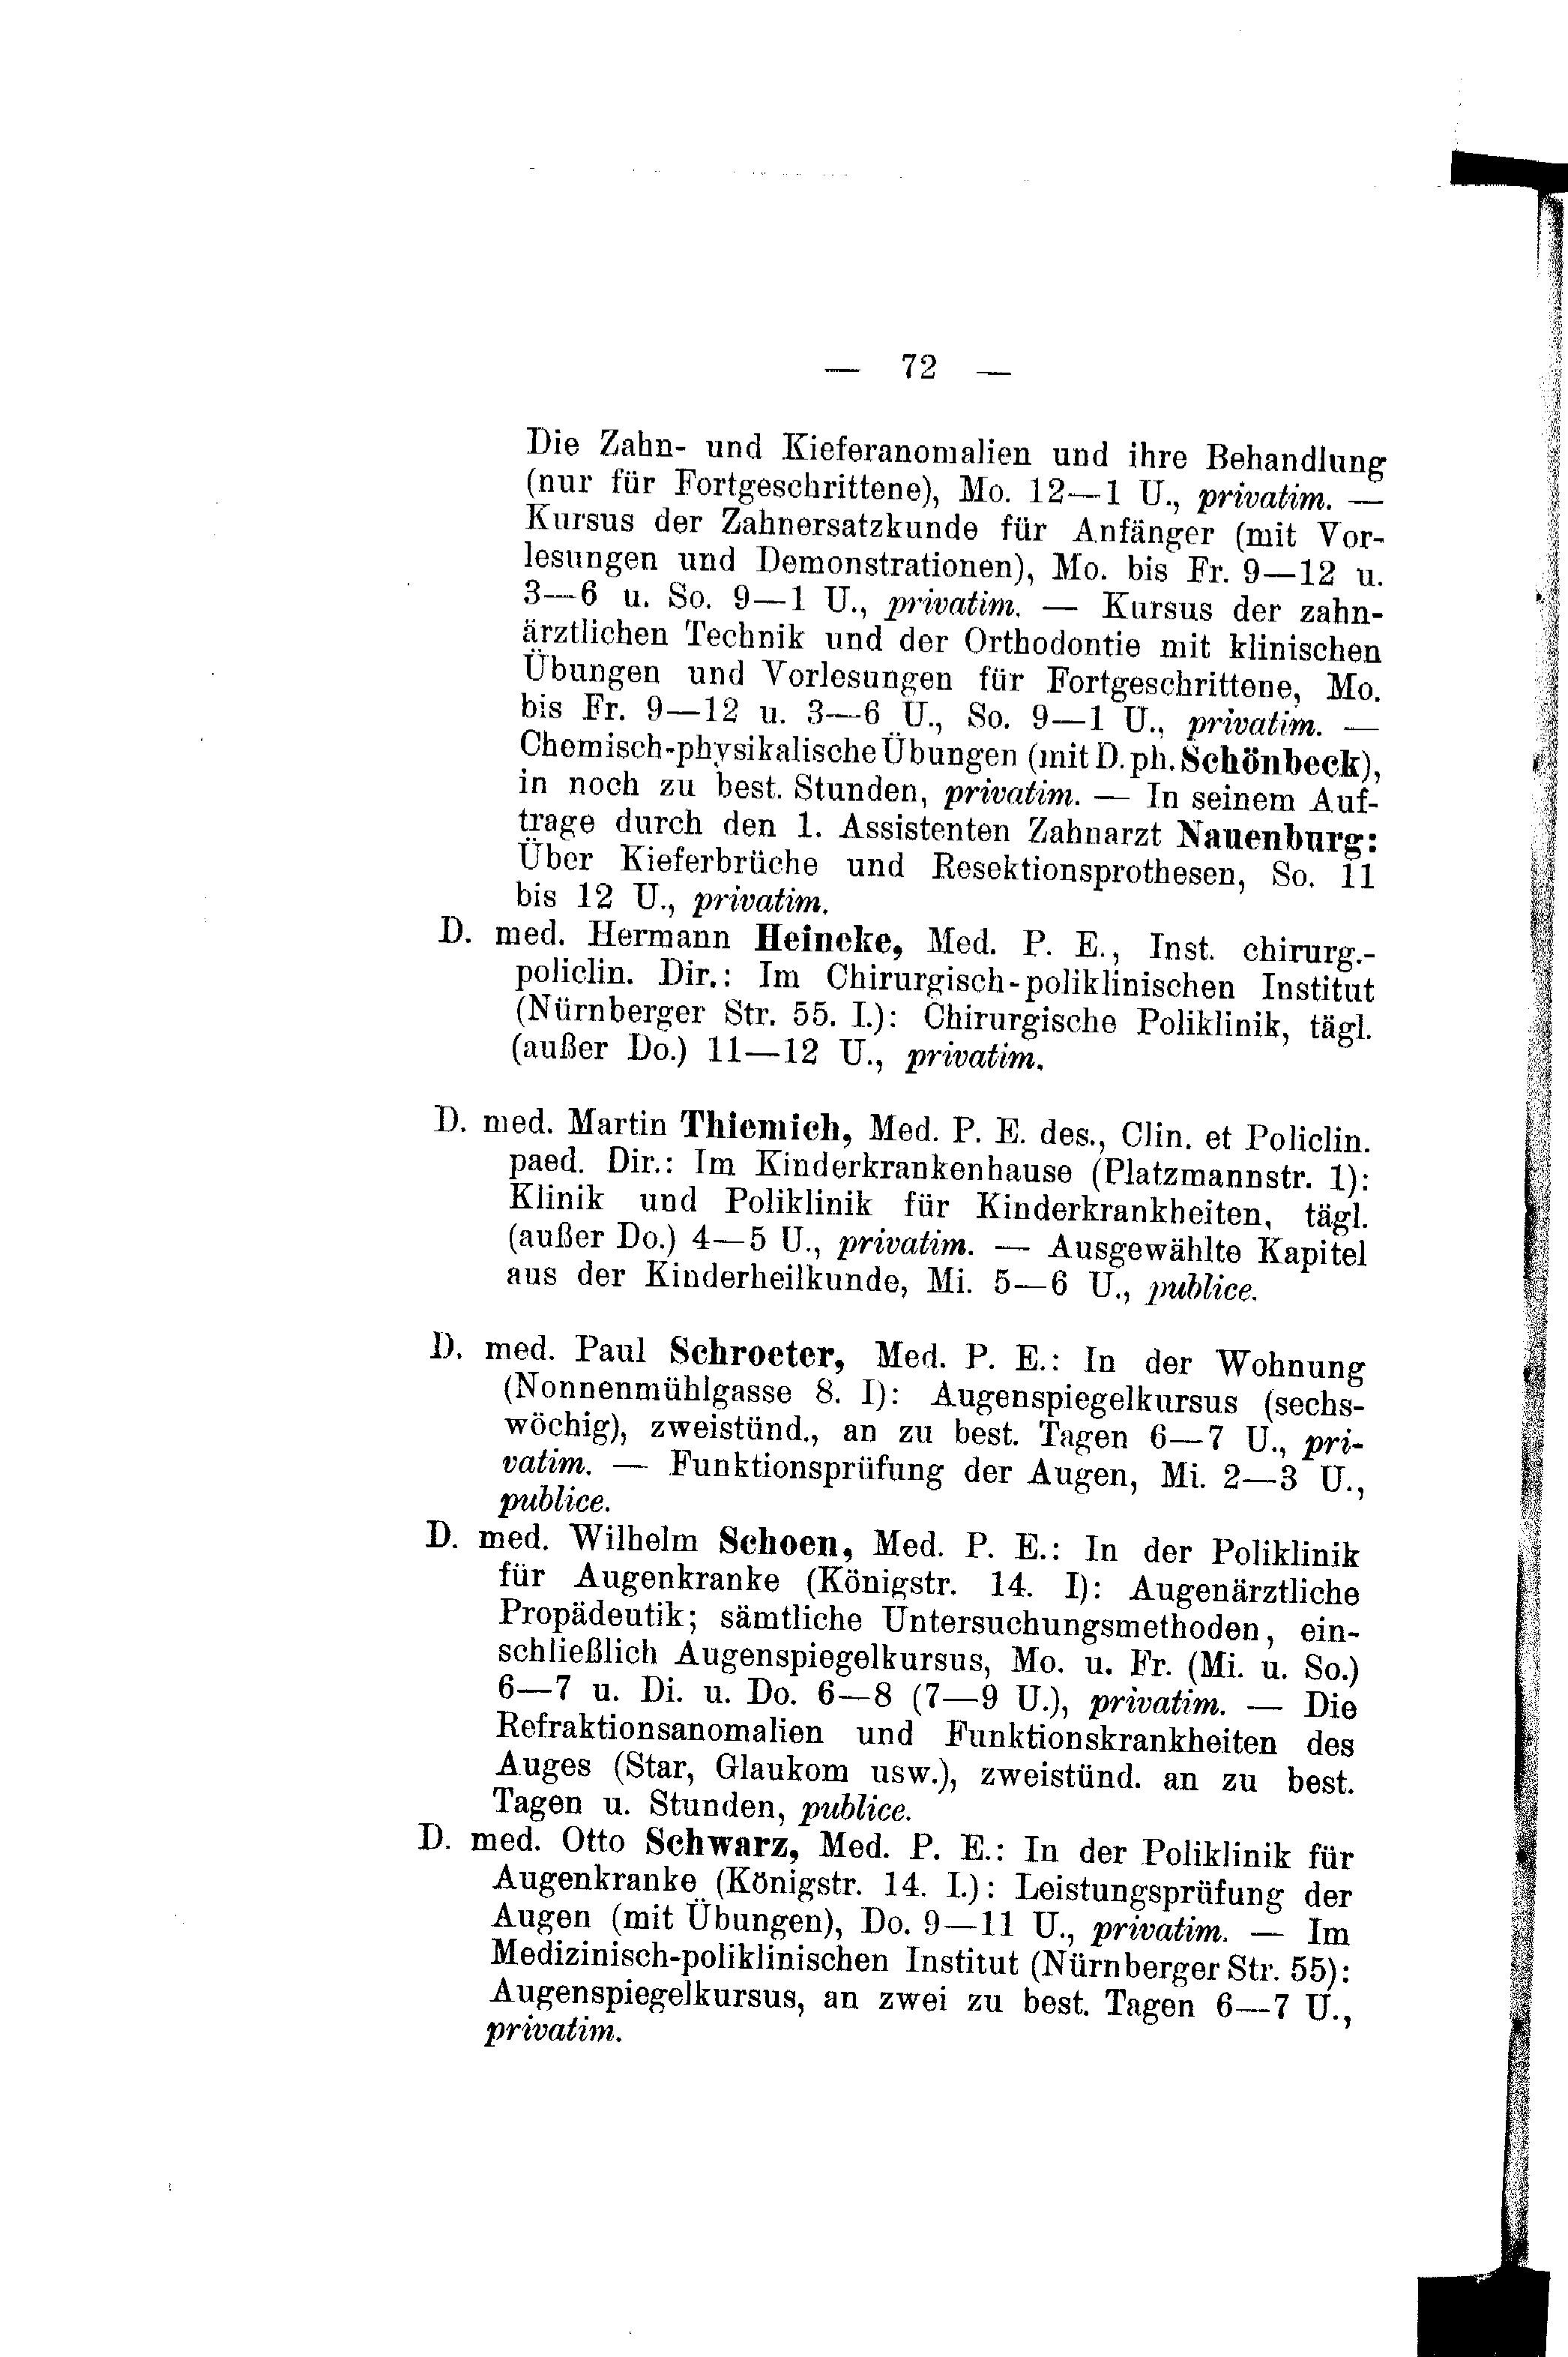 — 72 —
Die Zahn- und Kieferanomalien und ihre Behandlung
(nur für Fortgeschrittene), Mo. 12—1 U., privatim. —
Kursus der Zahnersatzkunde für Anfänger (mit Vor-
lesungen und Demonstrationen), Mo. bis Fr. 9—12 u.
3—6 u. So. 9—1 U., privatim. — Kursus der zahn-
ärztlichen Technik und der Orthodontie mit klinischen
Übungen und Vorlesungen für Fortgeschrittene, Mo.
bis Fr. 9—12 u. 3—6 U., So. 9—1 U., privatim. —
Chemisch-physikalische Übungen (mit D. ph. Schönbeck),
in noch zu best. Stunden, privatim. — In seinem Auf-
trage durch den 1. Assistenten Zahnarzt Nauenburg:
Über Kieferbrüche und Resektionsprothesen, So. 11
bis 12 U., privatim.
D. med. Hermann Heineke, Med. P. E., Inst. chirurg.-
policlin. Dir.: Im Chirurgisch-poliklinischen Institut
(Nürnberger Str. 55. I.): Chirurgische Poliklinik, tägl.
(außer Do.) 11—12 U., privatim.
D. med. Martin Thiemich, Med. P. E. des., Clin. et Policlin.
paed. Dir.: Im Kinderkrankenhause (Platzmannstr. 1):
Klinik und Poliklinik für Kinderkrankheiten, tägl.
(außer Do.) 4—5 U., privatim. — Ausgewählte Kapitel
aus der Kinderheilkunde, Mi. 5—6 U., publice.
D. med. Paul Schroeter, Med. P. E.: In der Wohnung
(Nonnenmühlgasse 8. I): Augenspiegelkursus (sechs-
wöchig), zweistünd., an zu best. Tagen 6—7 U., pri-
vatim. — Funktionsprüfung der Augen, Mi. 2—3 U.,
publice.
D. med. Wilhelm Schoen, Med. P. E.: In der Poliklinik
für Augenkranke (Königstr. 14. I): Augenärztliche
Propädeutik; sämtliche Untersuchungsmethoden, ein-
schließlich Augenspiegelkursus, Mo. u. Fr. (Mi. u. So.)
6—7 u. Di. u. Do. 6—8 (7—9 U.), privatim. — Die
Refraktionsanomalien und Funktionskrankheiten des
Auges (Star, Glaukom usw.), zweistünd. an zu best.
Tagen u. Stunden, publice.
D. med. Otto Schwarz, Med. P. E.: In der Poliklinik für
Augenkranke (Königstr. 14. I.): Leistungsprüfung der
Augen (mit Übungen), Do. 9—11 U., privatim. — Im
Medizinisch-poliklinischen Institut (Nürnberger Str. 55):
Augenspiegelkursus, an zwei zu best. Tagen 6—7 U.,
privatim.